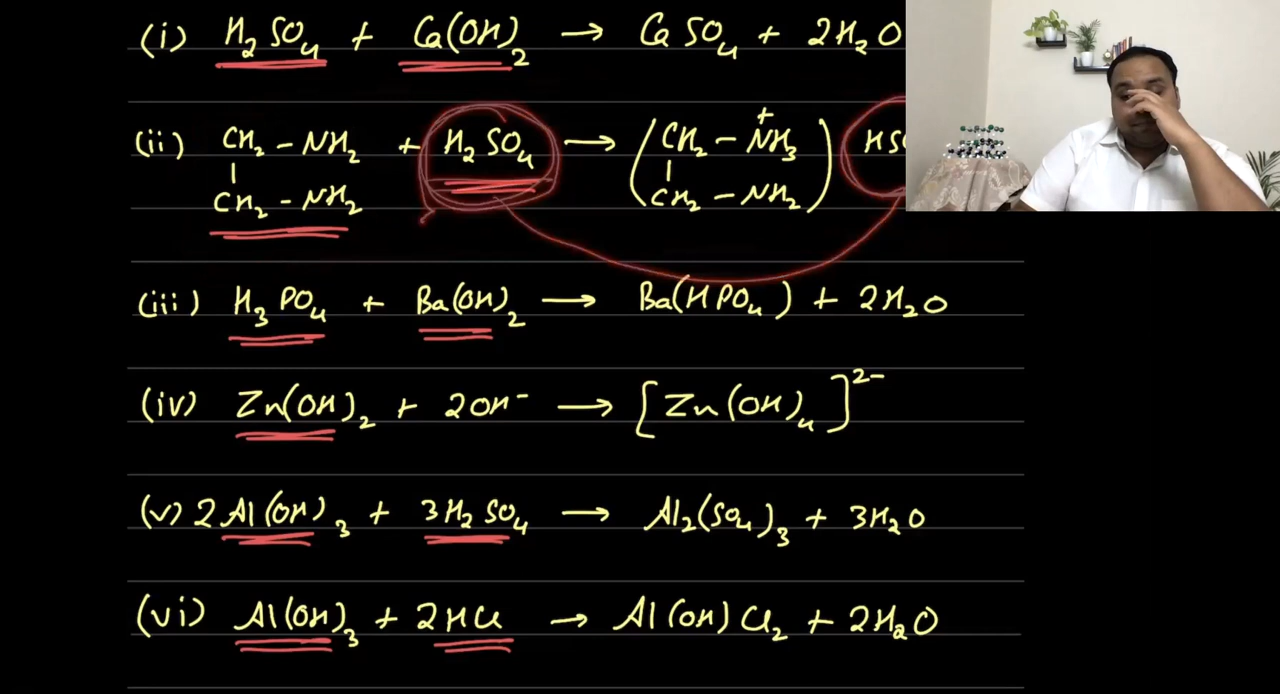 (i) H₂SO₄ + Ca(OH)₂ → CaSO₄ + 2H₂O
(ii) CH₂ – NH₂ + H₂SO₄ → (CH₂ – N⁺H₃) HS
| |
CH₂ – NH₂ (CH₂ – NH₂)
(iii) H₃PO₄ + Ba(OH)₂ → Ba(HPO₄) + 2H₂O
(iv) Zn(OH)₂ + 2OH⁻ → [Zn(OH)₄]²⁻
(v) 2Al(OH)₃ + 3H₂SO₄ → Al₂(SO₄)₃ + 3H₂O
(vi) Al(OH)₃ + 2HCl → Al(OH)Cl₂ + 2H₂O